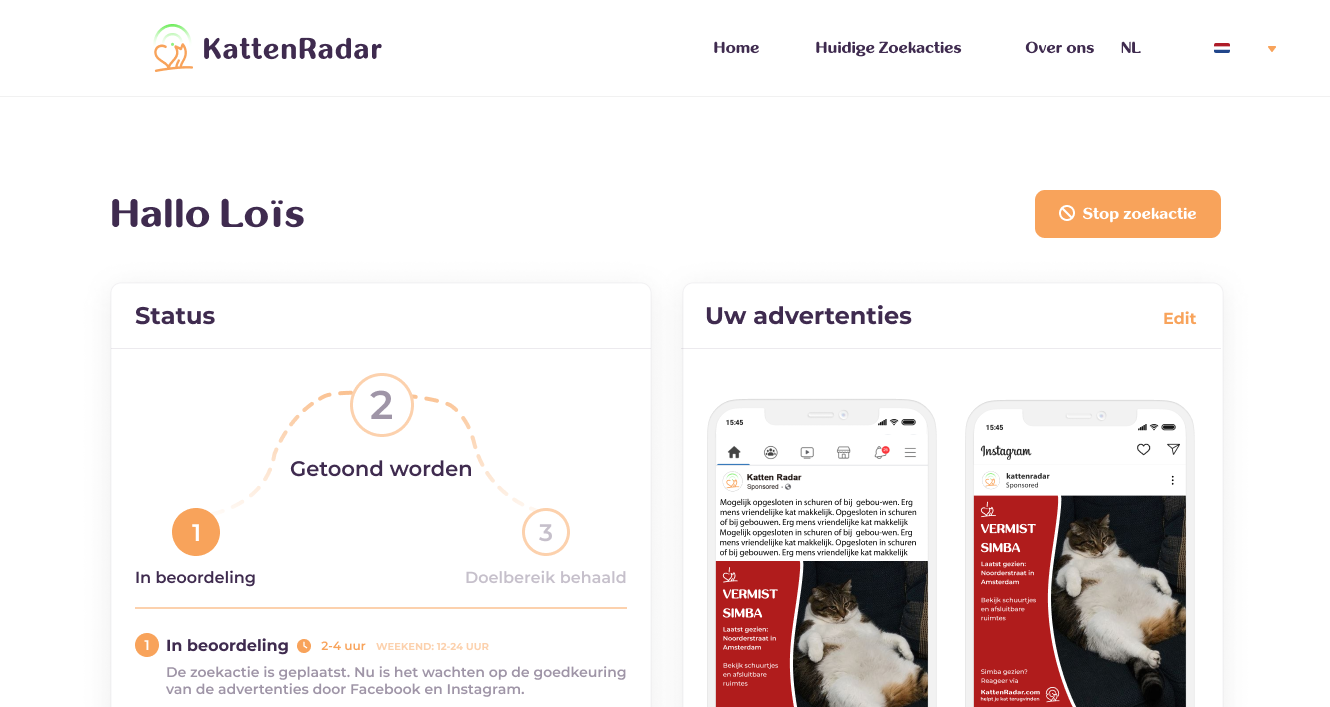 KattenRadar
Home
Huidige Zoekacties
Over ons
NL
Hallo Loïs
Stop zoekactie
Status
2
Getoond worden
1
3
In beoordeling
Doelbereik behaald
1 In beoordeling 2-4 uur WEEKEND: 12-24 UUR
De zoekactie is geplaatst. Nu is het wachten op de goedkeuring
van de advertenties door Facebook en Instagram.
Uw advertenties
Edit
15:45
Katten Radar
Sponsored
Mogelijk opgesloten in schuren of bij gebou-wen. Erg
mens vriendelijke kat makkelijk. Opgesloten in schuren
of bij gebouwen. Erg mens vriendelijke kat makkelijk
Mogelijk opgesloten in schuren of bij gebou-wen. Erg
mens vriendelijke kat makkelijk. Opgesloten in schuren
of bij gebouwen. Erg mens vriendelijke kat makkelijk
VERMIST
SIMBA
Laatst gezien:
Noorderstraat in
Amsterdam
Bekijk schuurtjes
en afsluitbare
ruimtes
15:45
Instagram
kattenradar
Sponsored
VERMIST
SIMBA
Laatst gezien:
Noorderstraat in
Amsterdam
Bekijk schuurtjes
en afsluitbare
ruimtes
Simba gezien?
Reageer via
KattenRadar.com
helpt je kat terugvinden